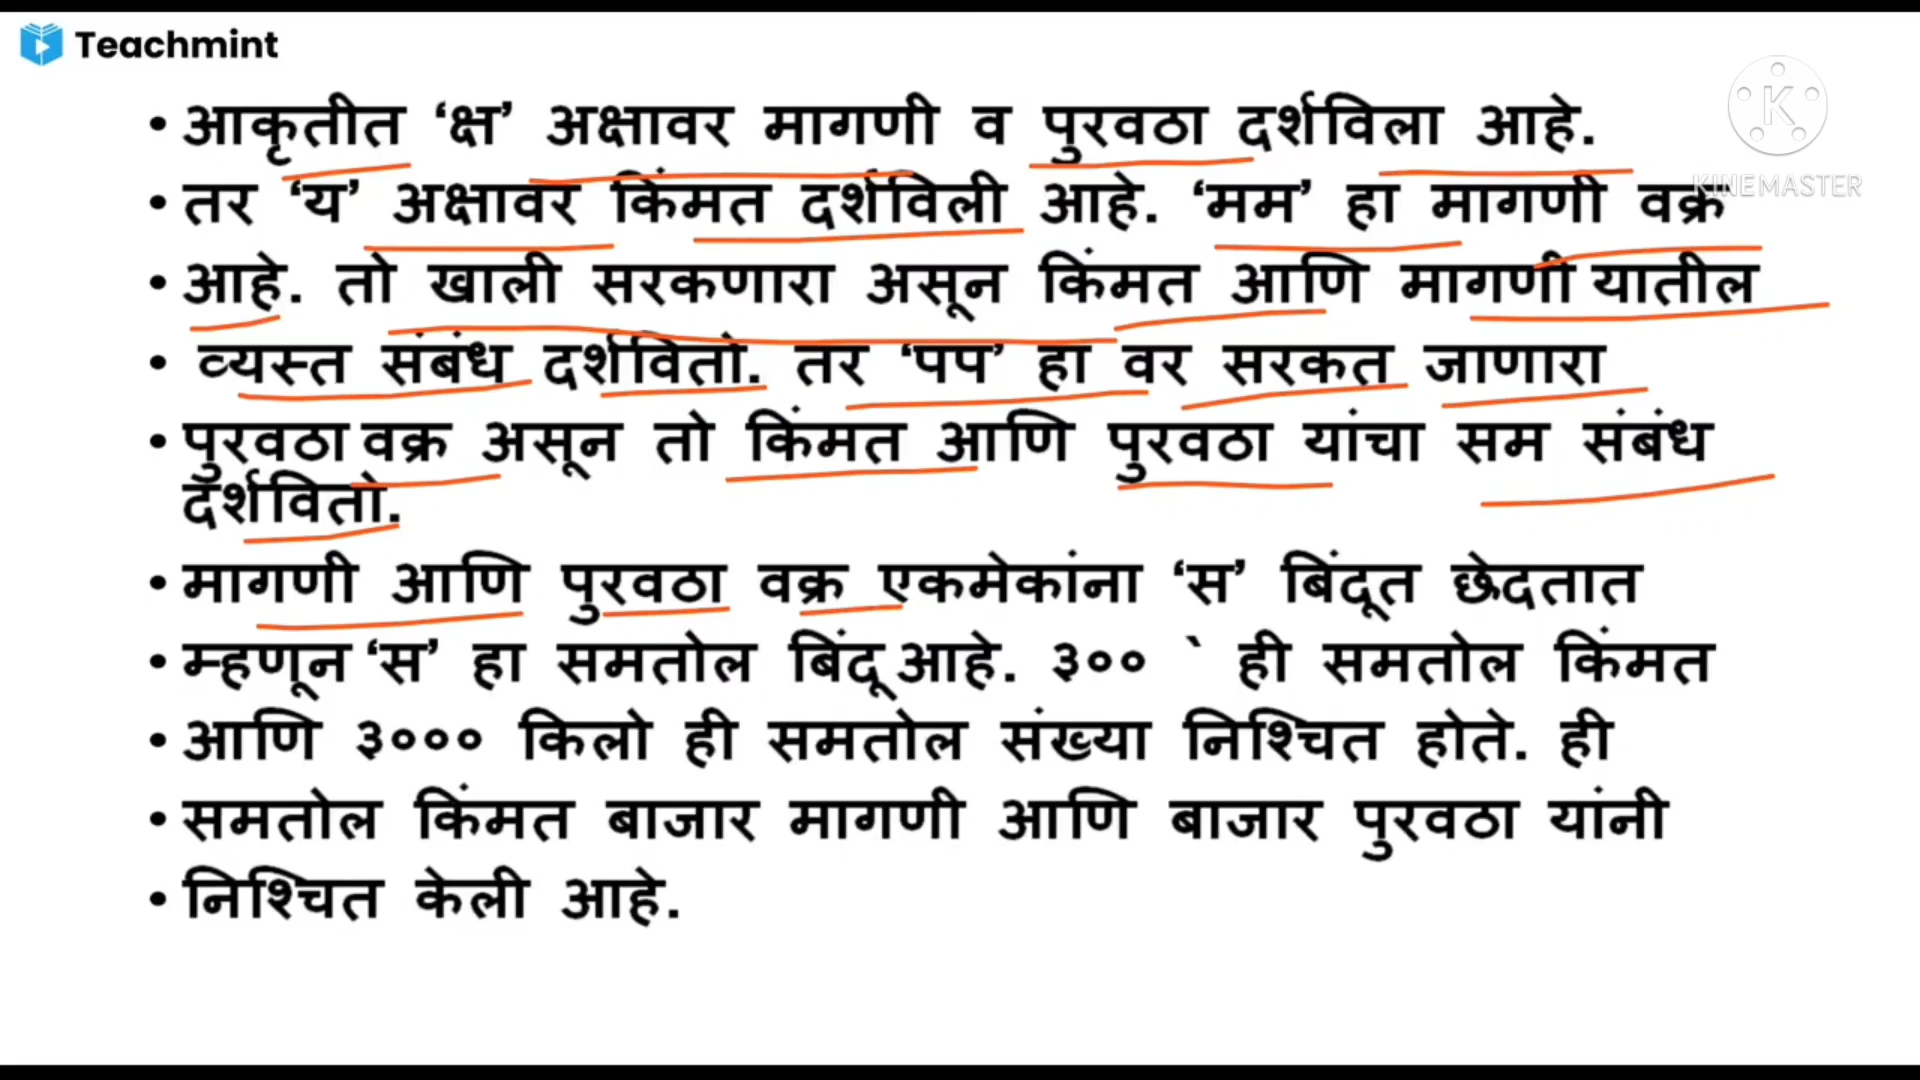 Teachmint
• आकृतीत ‘क्ष’ अक्षावर मागणी व पुरवठा दर्शविला आहे.
KINEMASTER
• तर ‘य’ अक्षावर किंमत दर्शविली आहे. ‘मम’ हा मागणी वक्र
• आहे. तो खाली सरकणारा असून किंमत आणि मागणी यातील
• व्यस्त संबंध दर्शवितो. तर ‘पप’ हा वर सरकत जाणारा
• पुरवठा वक्र असून तो किंमत आणि पुरवठा यांचा सम संबंध
दर्शवितो.
• मागणी आणि पुरवठा वक्र एकमेकांना ‘स’ बिंदूत छेदतात
• म्हणून ‘स’ हा समतोल बिंदू आहे. ३०० ` ही समतोल किंमत
• आणि ३००० किलो ही समतोल संख्या निश्चित होते. ही
• समतोल किंमत बाजार मागणी आणि बाजार पुरवठा यांनी
• निश्चित केली आहे.